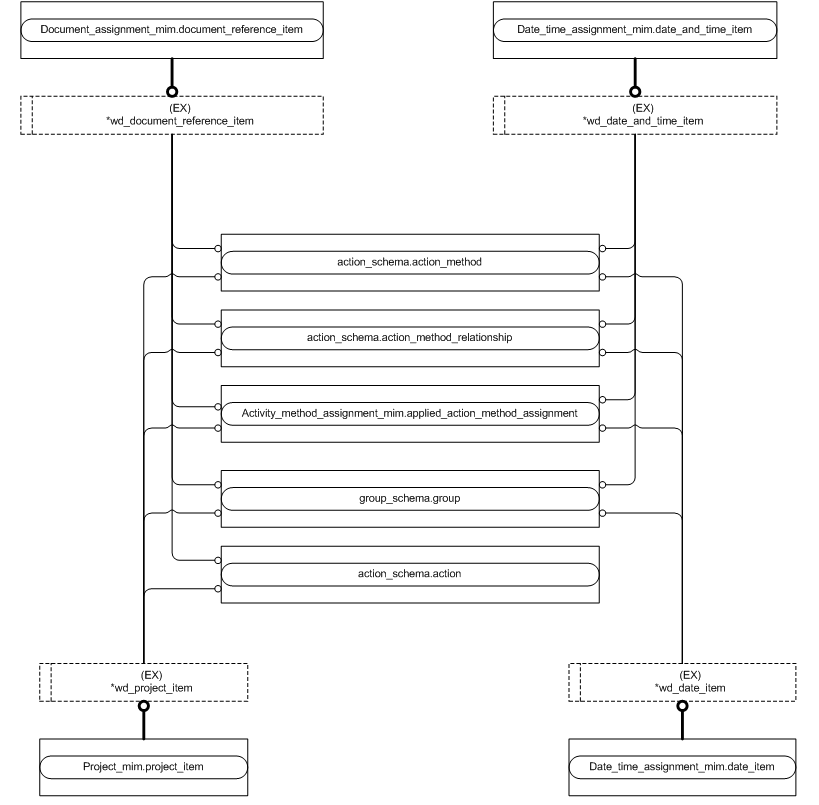 Document_assignment_mim.document_reference_item
Date_time_assignment_mim.date_and_time_item
(EX)
*wd_document_reference_item
(EX)
*wd_date_and_time_item
action_schema.action_method
action_schema.action_method_relationship
Activity_method_assignment_mim.applied_action_method_assignment
group_schema.group
action_schema.action
(EX)
*wd_project_item
(EX)
*wd_date_item
Project_mim.project_item
Date_time_assignment_mim.date_item